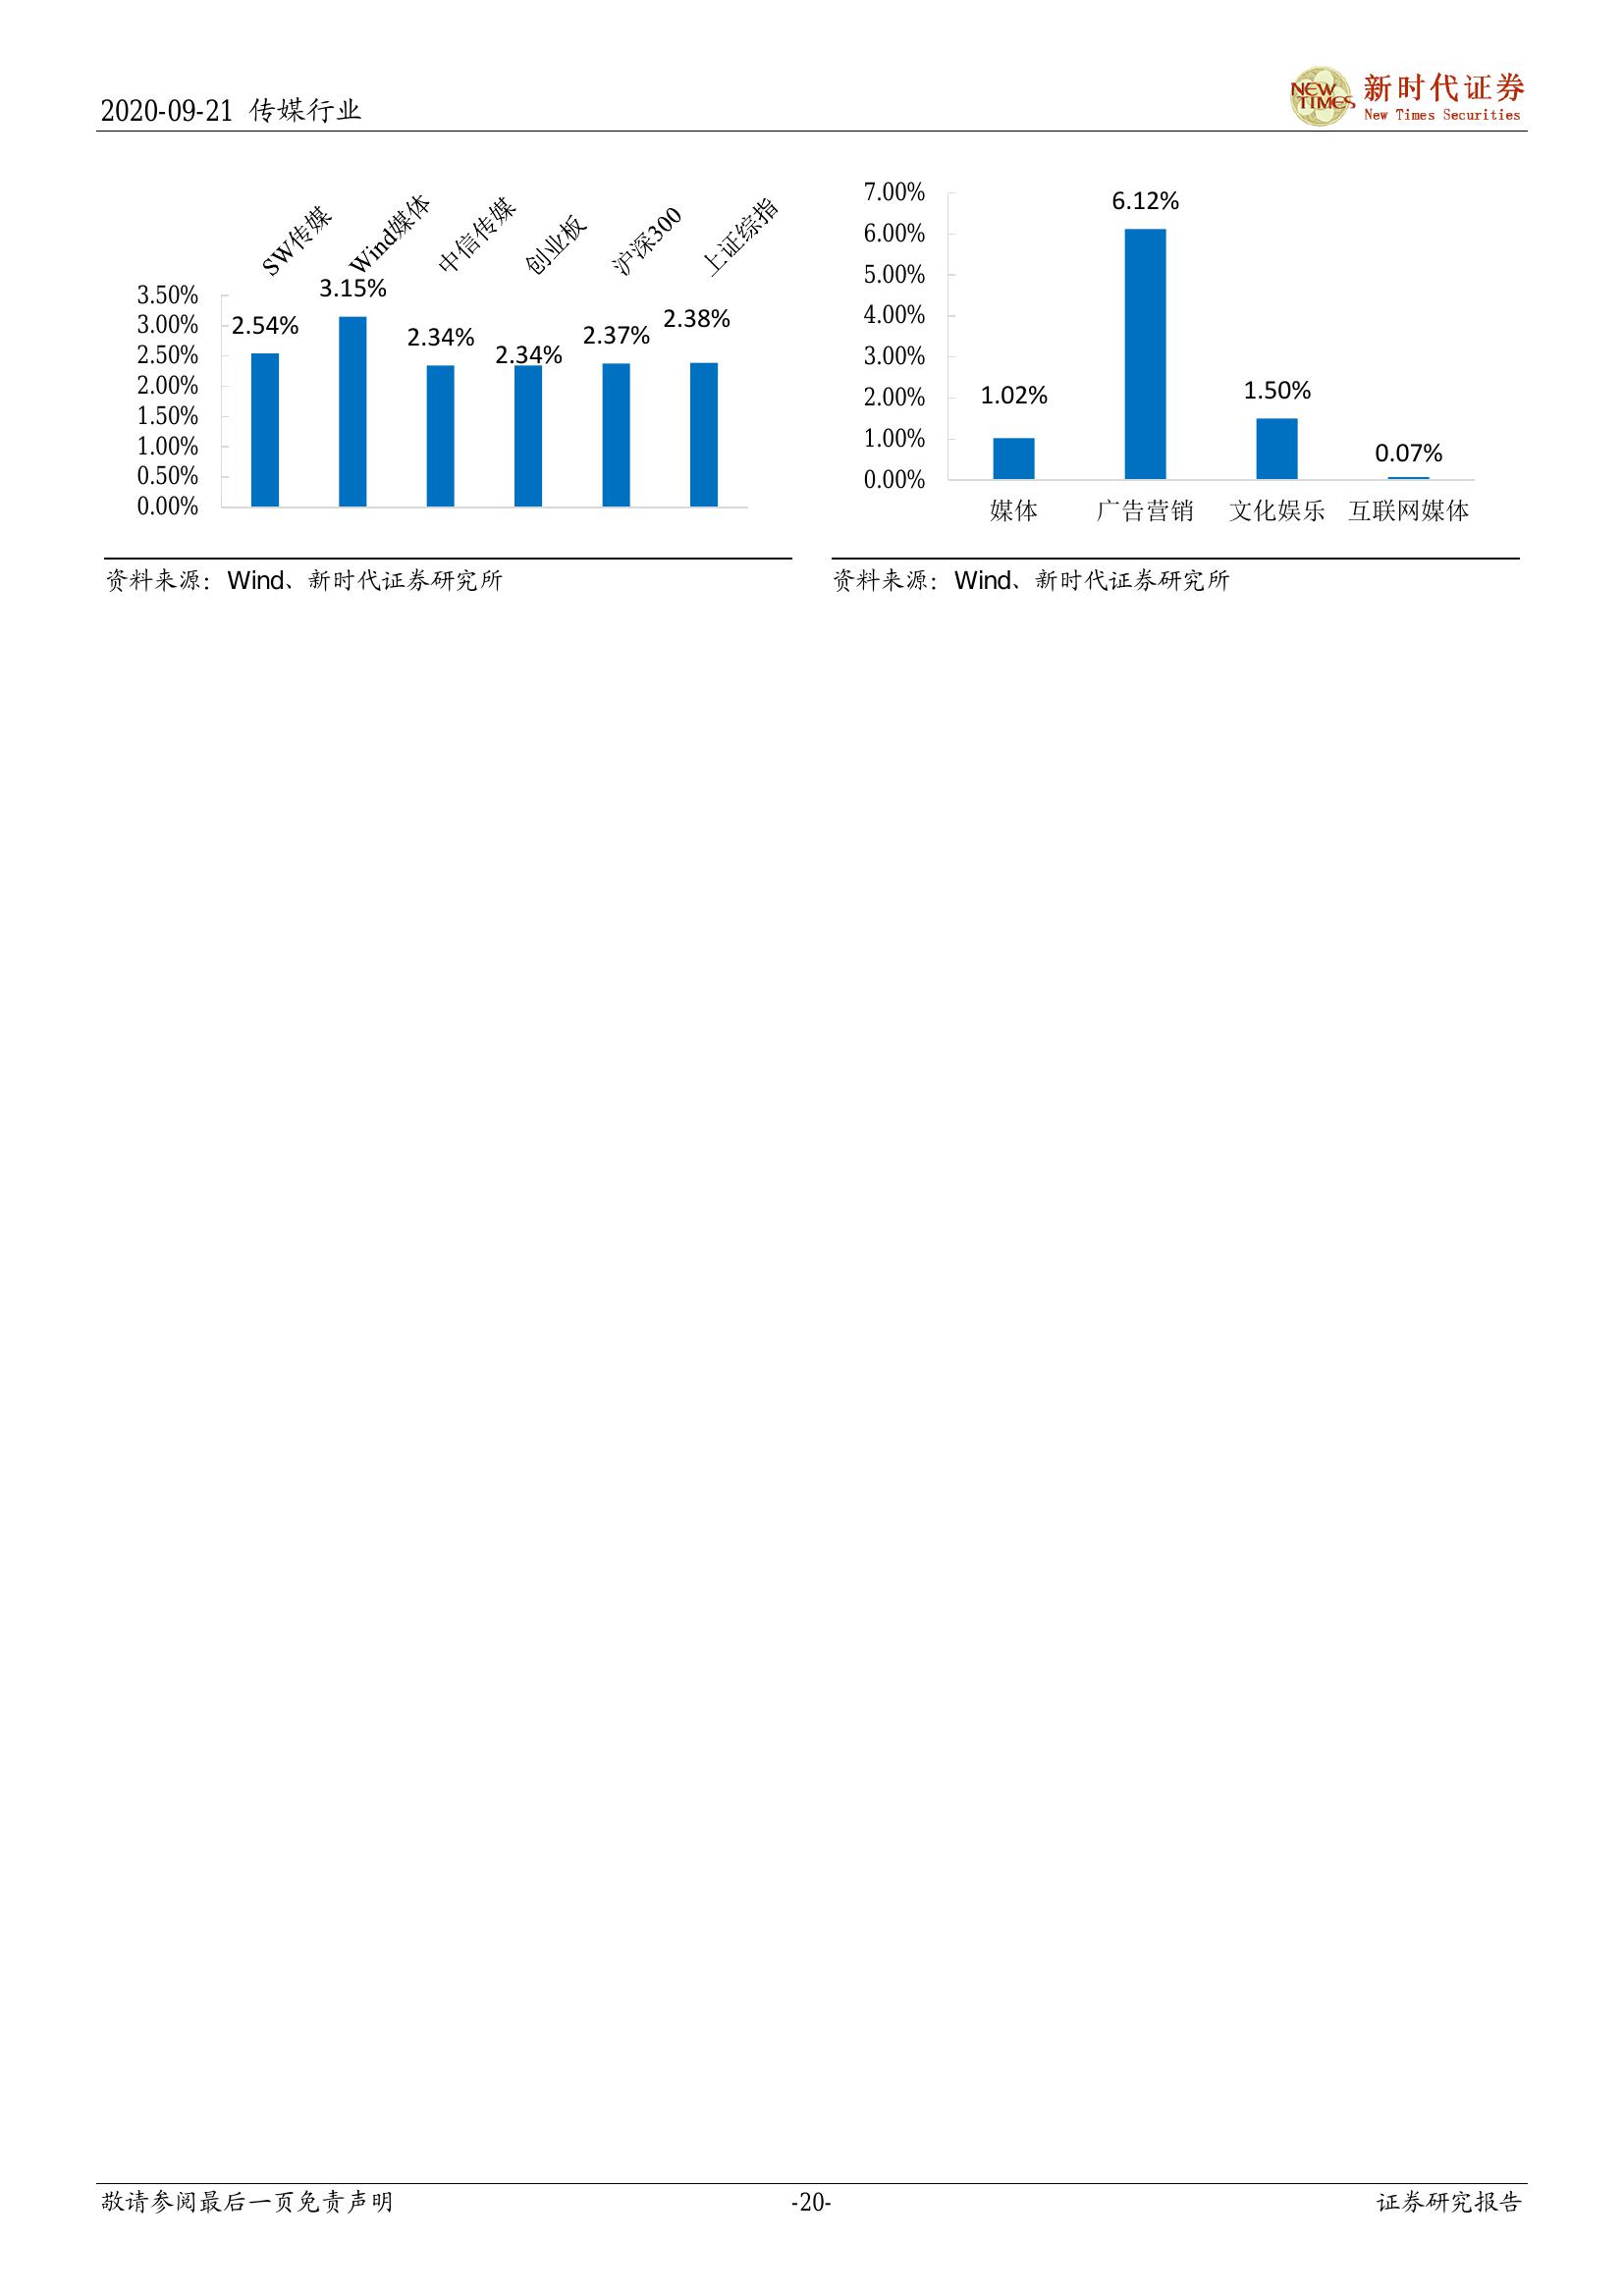 2020-09-21 传媒行业
NEW TIMES
新时代证券
New Times Securities
SW传媒 Wind媒体 中信传媒 创业板 沪深300 上证综指
3.50%
3.00%
2.50%
2.00%
1.50%
1.00%
0.50%
0.00%
2.54% 3.15% 2.34% 2.34% 2.37% 2.38%
资料来源：Wind、新时代证券研究所
7.00%
6.00%
5.00%
4.00%
3.00%
2.00%
1.00%
0.00%
1.02% 6.12% 1.50% 0.07%
媒体 广告营销 文化娱乐 互联网媒体
资料来源：Wind、新时代证券研究所
敬请参阅最后一页免责声明 -20- 证券研究报告